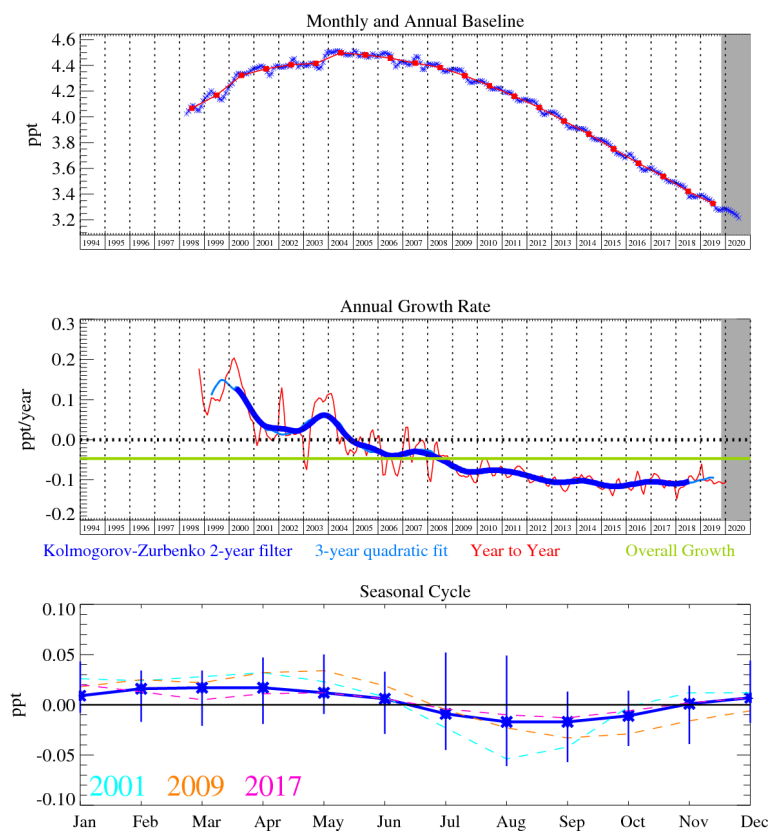 Monthly and Annual Baseline
4.6
4.4
4.2
4.0
3.8
3.6
3.4
3.2
ppt
1994 1995 1996 1997 1998 1999 2000 2001 2002 2003 2004 2005 2006 2007 2008 2009 2010 2011 2012 2013 2014 2015 2016 2017 2018 2019 2020
Annual Growth Rate
0.3
0.2
0.1
0.0
-0.1
-0.2
ppt/year
1994 1995 1996 1997 1998 1999 2000 2001 2002 2003 2004 2005 2006 2007 2008 2009 2010 2011 2012 2013 2014 2015 2016 2017 2018 2019 2020
Kolmogorov-Zurbenko 2-year filter 3-year quadratic fit Year to Year Overall Growth
Seasonal Cycle
0.10
0.05
0.00
-0.05
-0.10
ppt
2001 2009 2017
Jan Feb Mar Apr May Jun Jul Aug Sep Oct Nov Dec